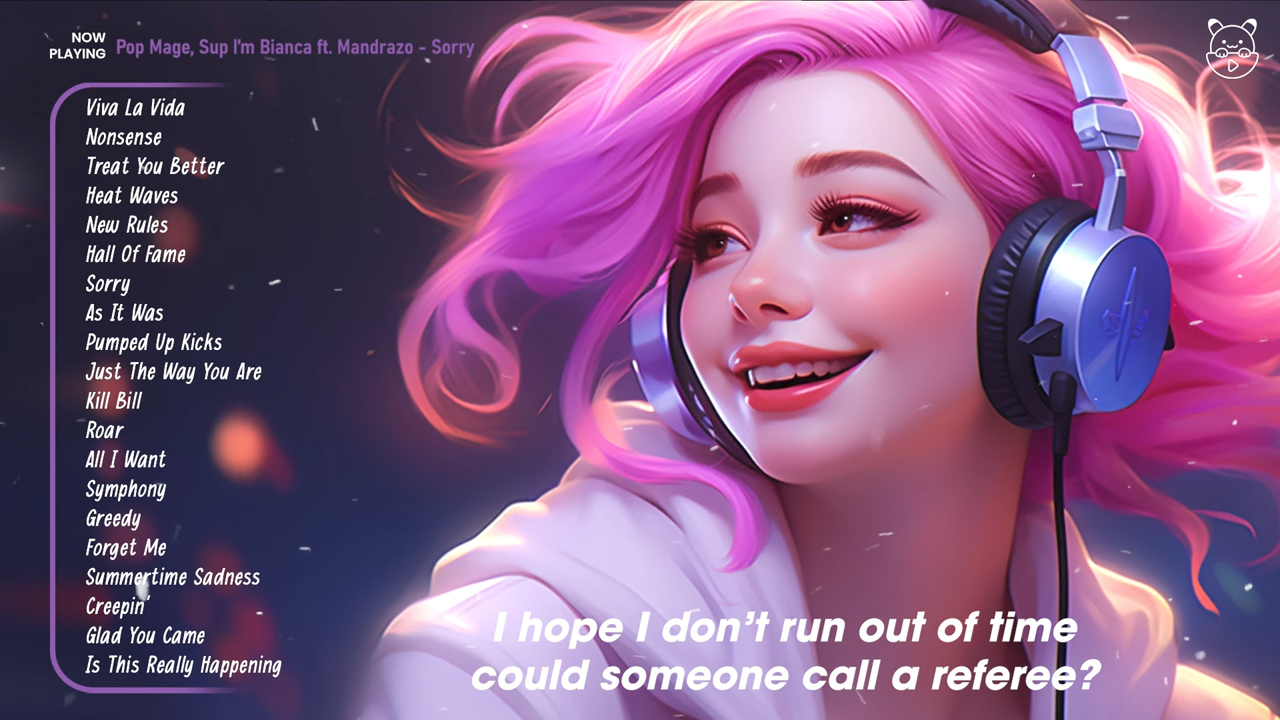 NOW
PLAYING
Pop Mage, Sup I'm Bianca ft. Mandrazo - Sorry
Viva La Vida
Nonsense
Treat You Better
Heat Waves
New Rules
Hall Of Fame
Sorry
As It Was
Pumped Up Kicks
Just The Way You Are
Kill Bill
Roar
All I Want
Symphony
Greedy
Forget Me
Summertime Sadness
Creepin'
Glad You Came
Is This Really Happening
I hope I don't run out of time
could someone call a referee?